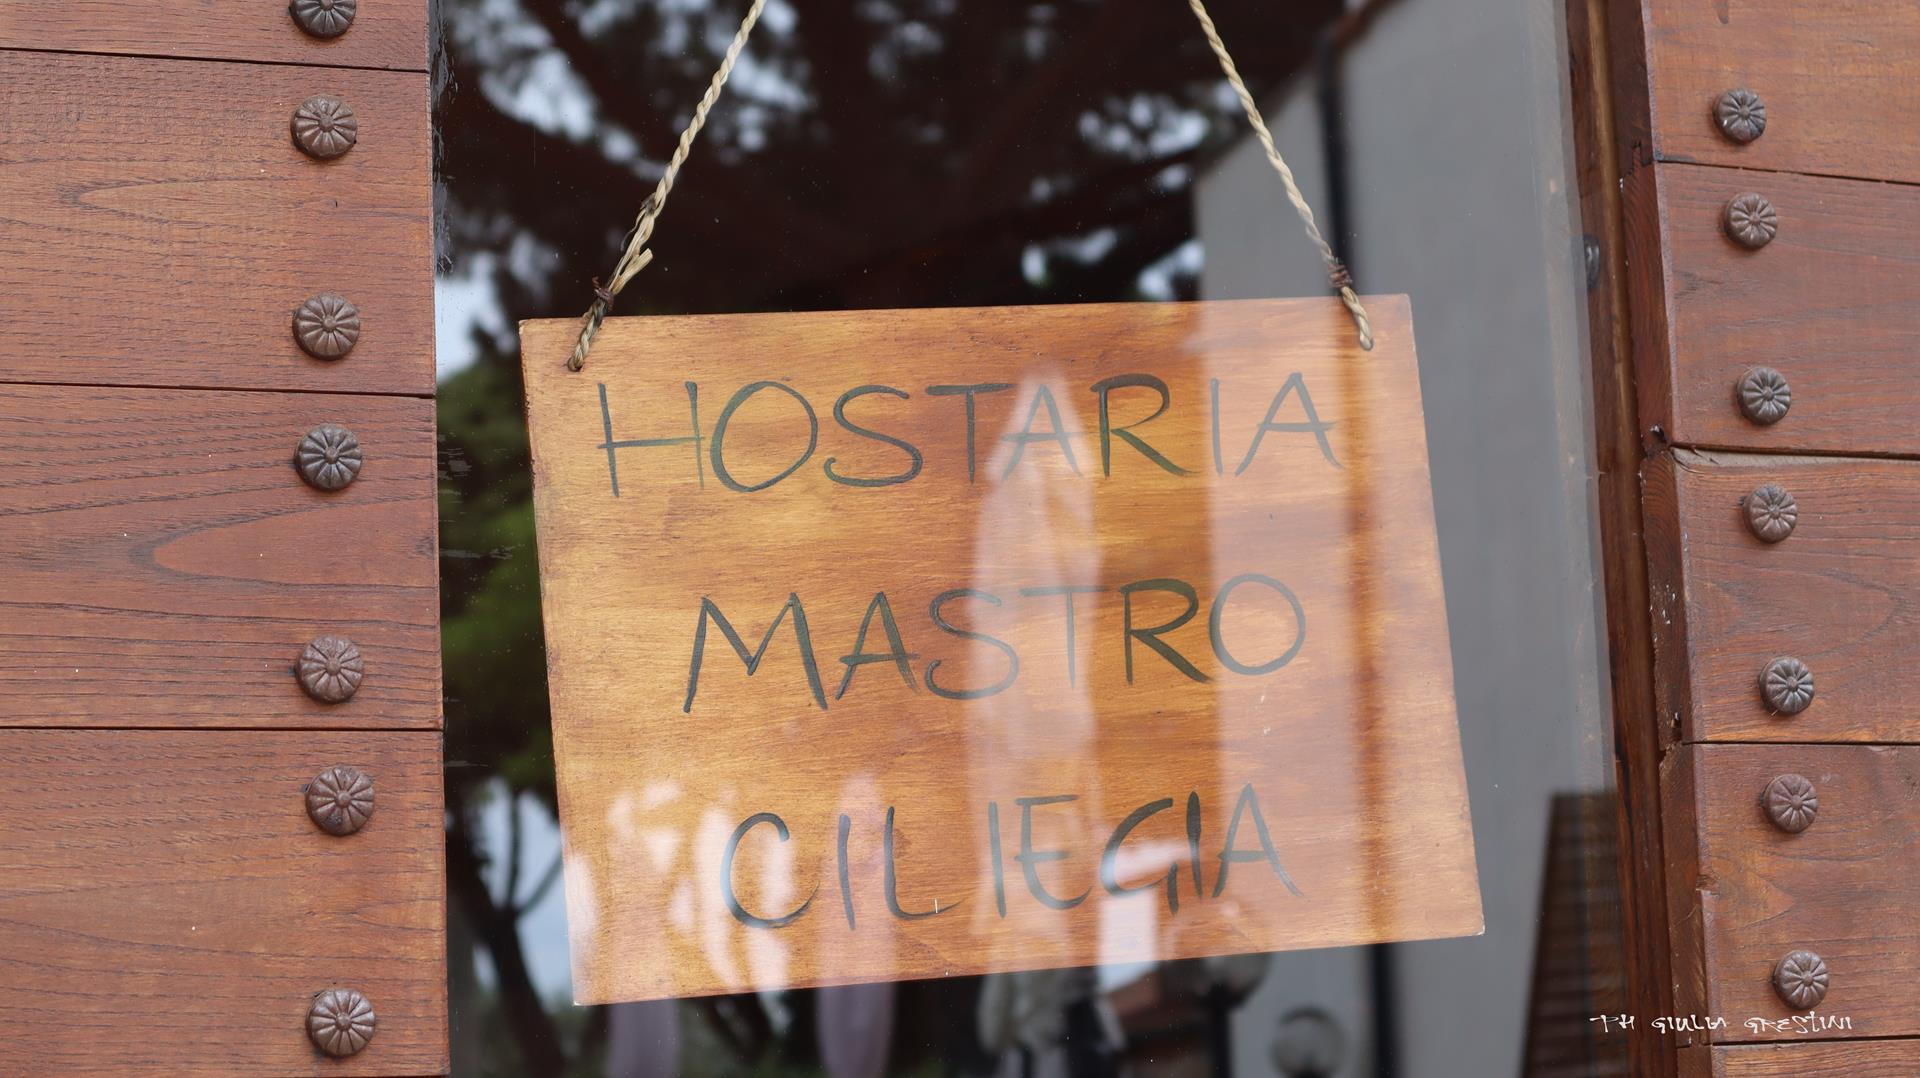 HOSTARIA
MASTRO
CILIEGIA
PH GIULIA GRESTINI